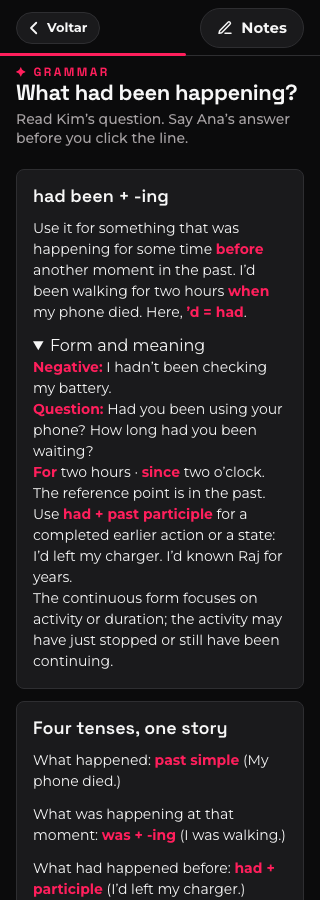 Voltar
Notes
GRAMMAR
What had been happening?
Read Kim's question. Say Ana's answer
before you click the line.
had been + -ing
Use it for something that was
happening for some time before
another moment in the past. I'd
been walking for two hours when
my phone died. Here, 'd = had.
▼ Form and meaning
Negative: I hadn't been checking
my battery.
Question: Had you been using your
phone? How long had you been
waiting?
For two hours · since two o'clock.
The reference point is in the past.
Use had + past participle for a
completed earlier action or a state:
I'd left my charger. I'd known Raj for
years.
The continuous form focuses on
activity or duration; the activity may
have just stopped or still have been
continuing.
Four tenses, one story
What happened: past simple (My
phone died.)
What was happening at that
moment: was + -ing (I was walking.)
What had happened before: had +
participle (I'd left my charger.)